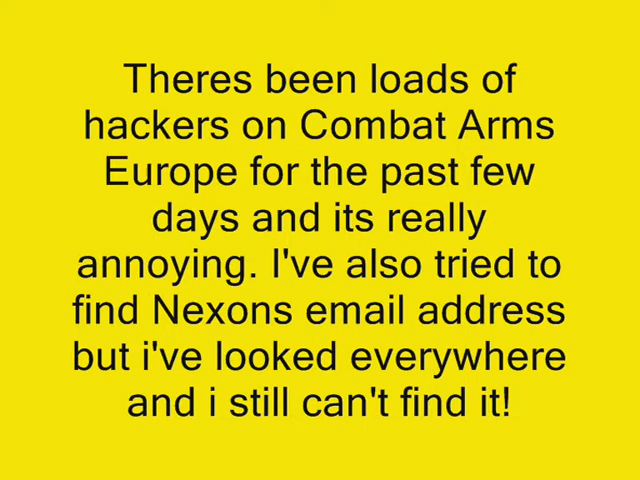 Theres been loads of
hackers on Combat Arms
Europe for the past few
days and its really
annoying. I've also tried to
find Nexons email address
but i've looked everywhere
and i still can't find it!